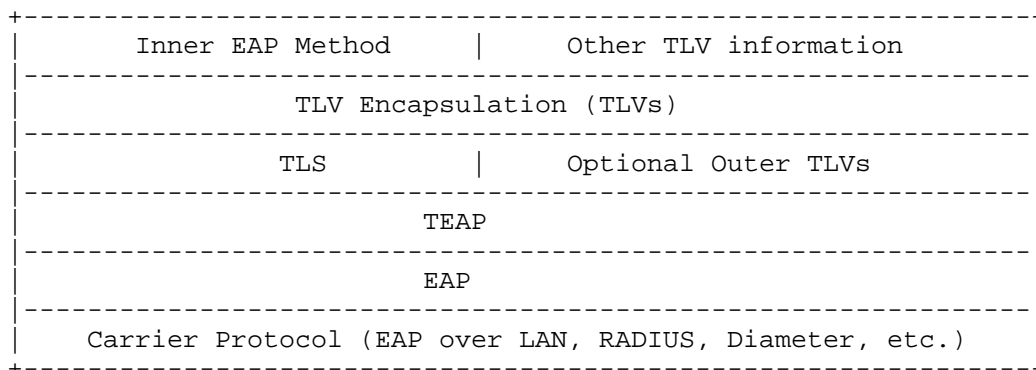 Inner EAP Method | Other TLV information
TLV Encapsulation (TLVs)
TLS | Optional Outer TLVs
TEAP
EAP
Carrier Protocol (EAP over LAN, RADIUS, Diameter, etc.)